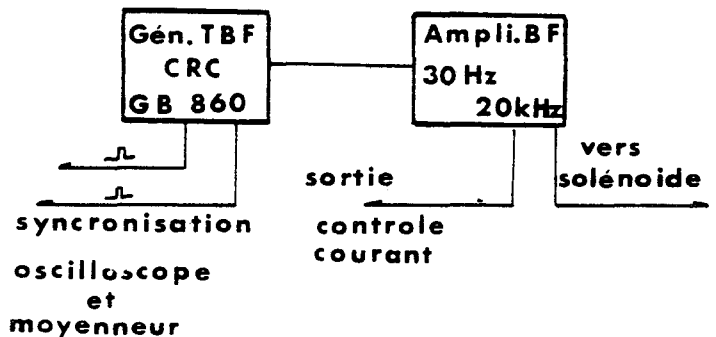 Gén. TBF
CRC
GB 860
Ampli.BF
30 Hz
20kHz
syncronisation
oscilloscope
et
moyenneur
sortie
controle
courant
vers
solénoide